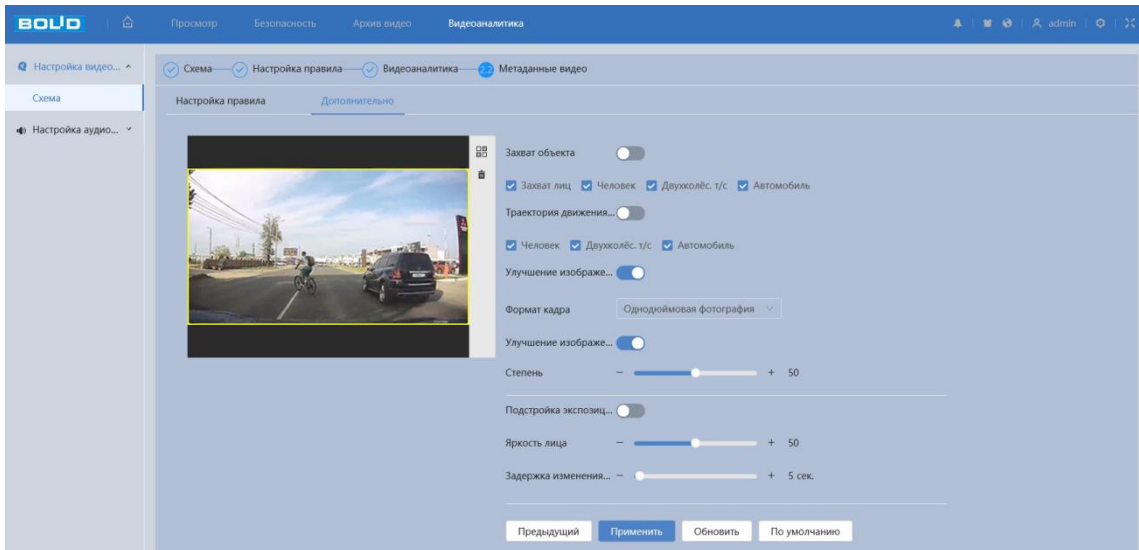 BOLID Просмотр Безопасность Архив видео Видеоаналитика admin
Настройка видео...
Схема
Настройка аудио...
Схема Настройка правила Видеоаналитика 2.2 Метаданные видео
Настройка правила Дополнительно
Захват объекта
Захват лиц Человек Двухколёс. т/с Автомобиль
Траектория движения...
Человек Двухколёс. т/с Автомобиль
Улучшение изображе...
Формат кадра Однодюймовая фотография
Улучшение изображе...
Степень − + 50
Подстройка экспозиц...
Яркость лица − + 50
Задержка изменения... − + 5 сек.
Предыдущий Применить Обновить По умолчанию